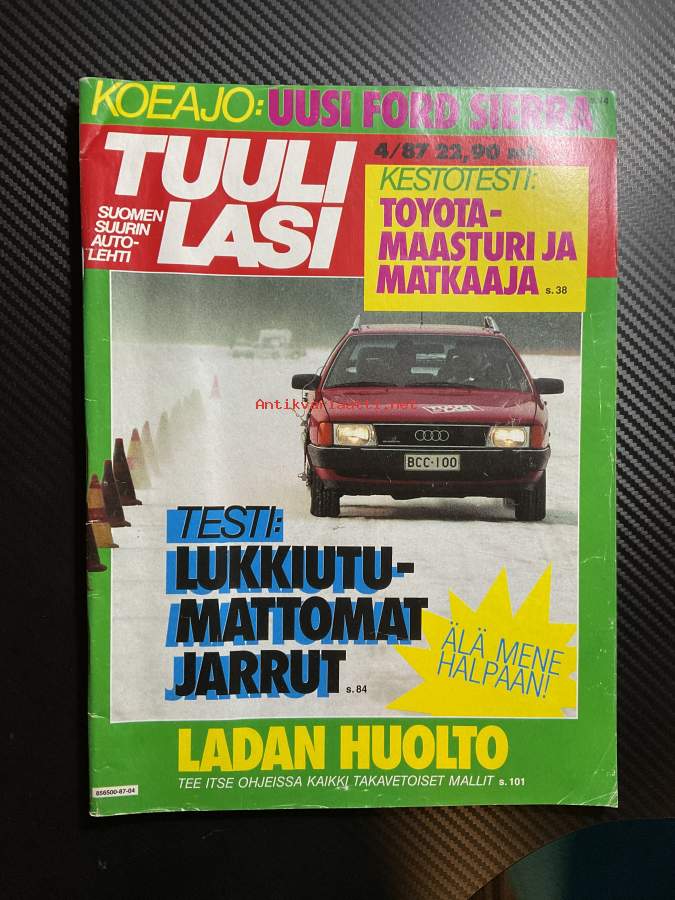 KOEAJO: UUSI FORD SIERRA s.14
TUULI
LASI
SUOMEN
SUURIN
AUTO-
LEHTI
4/87 22,90 mk
KESTOTESTI:
TOYOTA-
MAASTURI JA
MATKAAJA s. 38
Antikvariaatti.net
BCC-100
TESTI:
LUKKIUTU-
MATTOMAT
JARRUT s. 84
ÄLÄ MENE
HALPAAN!
LADAN HUOLTO
TEE ITSE OHJEISSA KAIKKI TAKAVETOISET MALLIT s. 101
656500-87-04